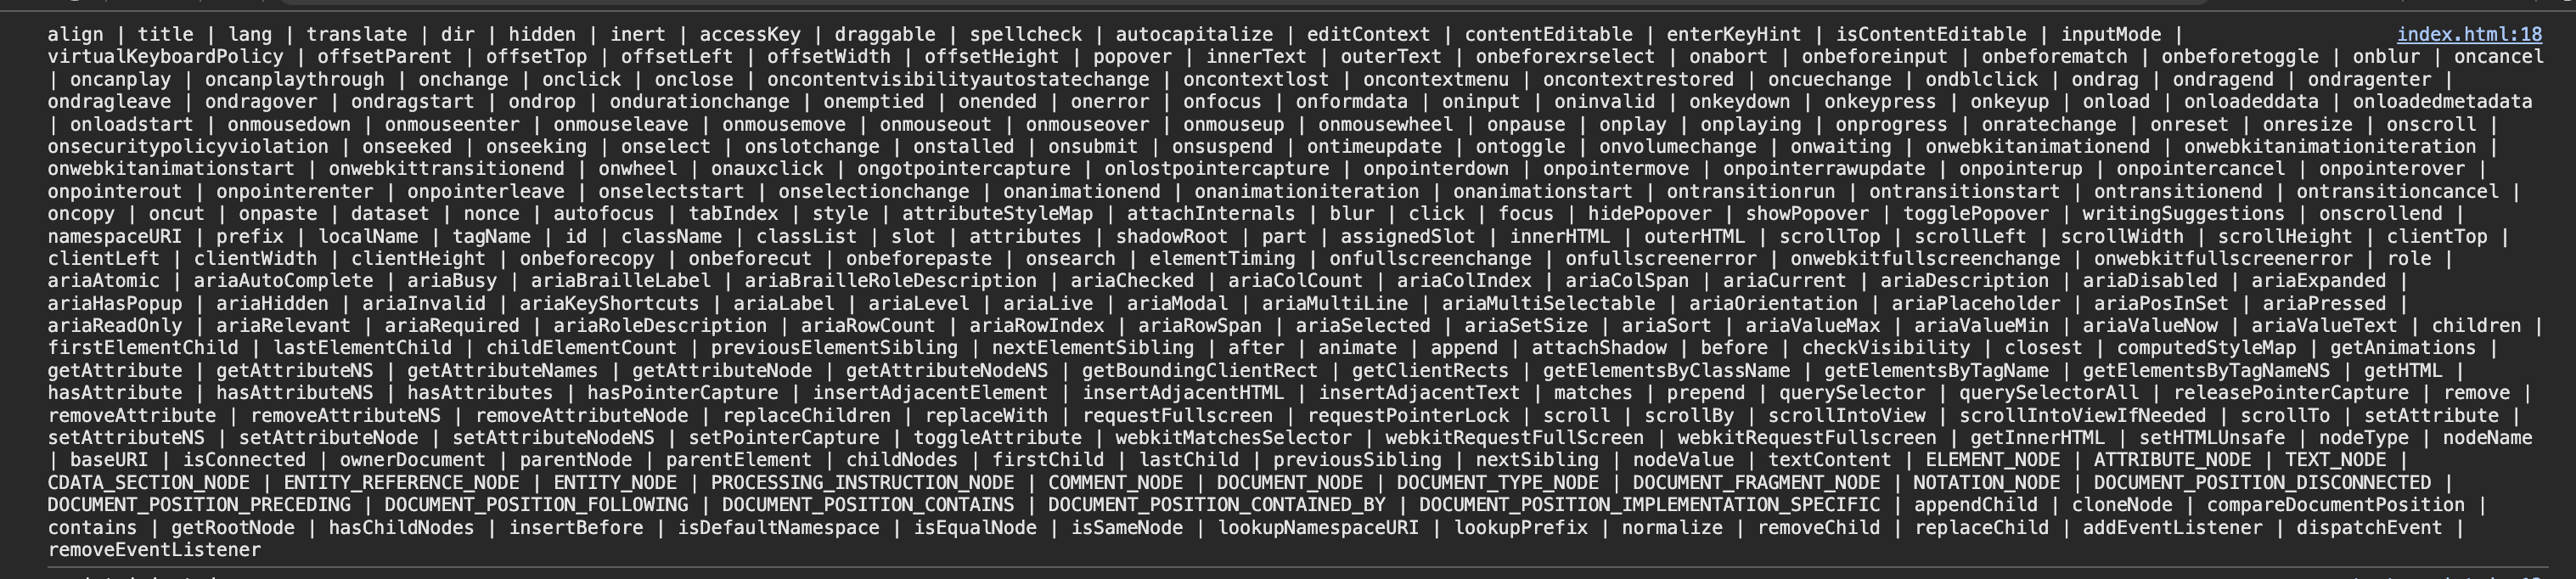 align | title | lang | translate | dir | hidden | inert | accessKey | draggable | spellcheck | autocapitalize | editContext | contentEditable | enterKeyHint | isContentEditable | inputMode | index.html:18
virtualKeyboardPolicy | offsetParent | offsetTop | offsetLeft | offsetWidth | offsetHeight | popover | innerText | outerText | onbeforexrselect | onabort | onbeforeinput | onbeforematch | onbeforetoggle | onblur | oncancel
| oncanplay | oncanplaythrough | onchange | onclick | onclose | oncontentvisibilityautostatechange | oncontextlost | oncontextmenu | oncontextrestored | oncuechange | ondblclick | ondrag | ondragend | ondragenter |
ondragleave | ondragover | ondragstart | ondrop | ondurationchange | onemptied | onended | onerror | onfocus | onformdata | oninput | oninvalid | onkeydown | onkeypress | onkeyup | onload | onloadeddata | onloadedmetadata
| onloadstart | onmousedown | onmouseenter | onmouseleave | onmousemove | onmouseout | onmouseover | onmouseup | onmousewheel | onpause | onplay | onplaying | onprogress | onratechange | onreset | onresize | onscroll |
onsecuritypolicyviolation | onseeked | onseeking | onselect | onslotchange | onstalled | onsubmit | onsuspend | ontimeupdate | ontoggle | onvolumechange | onwaiting | onwebkitanimationend | onwebkitanimationiteration |
onwebkitanimationstart | onwebkittransitionend | onwheel | onauxclick | ongotpointercapture | onlostpointercapture | onpointerdown | onpointermove | onpointerrawupdate | onpointerup | onpointercancel | onpointerover |
onpointerout | onpointerenter | onpointerleave | onselectstart | onselectionchange | onanimationend | onanimationiteration | onanimationstart | ontransitionrun | ontransitionstart | ontransitionend | ontransitioncancel |
oncopy | oncut | onpaste | dataset | nonce | autofocus | tabIndex | style | attributeStyleMap | attachInternals | blur | click | focus | hidePopover | showPopover | togglePopover | writingSuggestions | onscrollend |
namespaceURI | prefix | localName | tagName | id | className | classList | slot | attributes | shadowRoot | part | assignedSlot | innerHTML | outerHTML | scrollTop | scrollLeft | scrollWidth | scrollHeight | clientTop |
clientLeft | clientWidth | clientHeight | onbeforecopy | onbeforecut | onbeforepaste | onsearch | elementTiming | onfullscreenchange | onfullscreenerror | onwebkitfullscreenchange | onwebkitfullscreenerror | role |
ariaAtomic | ariaAutoComplete | ariaBusy | ariaBrailleLabel | ariaBrailleRoleDescription | ariaChecked | ariaColCount | ariaColIndex | ariaColSpan | ariaCurrent | ariaDescription | ariaDisabled | ariaExpanded |
ariaHasPopup | ariaHidden | ariaInvalid | ariaKeyShortcuts | ariaLabel | ariaLevel | ariaLive | ariaModal | ariaMultiLine | ariaMultiSelectable | ariaOrientation | ariaPlaceholder | ariaPosInSet | ariaPressed |
ariaReadOnly | ariaRelevant | ariaRequired | ariaRoleDescription | ariaRowCount | ariaRowIndex | ariaRowSpan | ariaSelected | ariaSetSize | ariaSort | ariaValueMax | ariaValueMin | ariaValueNow | ariaValueText | children |
firstElementChild | lastElementChild | childElementCount | previousElementSibling | nextElementSibling | after | animate | append | attachShadow | before | checkVisibility | closest | computedStyleMap | getAnimations |
getAttribute | getAttributeNS | getAttributeNames | getAttributeNode | getAttributeNodeNS | getBoundingClientRect | getClientRects | getElementsByClassName | getElementsByTagName | getElementsByTagNameNS | getHTML |
hasAttribute | hasAttributeNS | hasAttributes | hasPointerCapture | insertAdjacentElement | insertAdjacentHTML | insertAdjacentText | matches | prepend | querySelector | querySelectorAll | releasePointerCapture | remove |
removeAttribute | removeAttributeNS | removeAttributeNode | replaceChildren | replaceWith | requestFullscreen | requestPointerLock | scroll | scrollBy | scrollIntoView | scrollIntoViewIfNeeded | scrollTo | setAttribute |
setAttributeNS | setAttributeNode | setAttributeNodeNS | setPointerCapture | toggleAttribute | webkitMatchesSelector | webkitRequestFullScreen | webkitRequestFullscreen | getInnerHTML | setHTMLUnsafe | nodeType | nodeName
| baseURI | isConnected | ownerDocument | parentNode | parentElement | childNodes | firstChild | lastChild | previousSibling | nextSibling | nodeValue | textContent | ELEMENT_NODE | ATTRIBUTE_NODE | TEXT_NODE |
CDATA_SECTION_NODE | ENTITY_REFERENCE_NODE | ENTITY_NODE | PROCESSING_INSTRUCTION_NODE | COMMENT_NODE | DOCUMENT_NODE | DOCUMENT_TYPE_NODE | DOCUMENT_FRAGMENT_NODE | NOTATION_NODE | DOCUMENT_POSITION_DISCONNECTED |
DOCUMENT_POSITION_PRECEDING | DOCUMENT_POSITION_FOLLOWING | DOCUMENT_POSITION_CONTAINS | DOCUMENT_POSITION_CONTAINED_BY | DOCUMENT_POSITION_IMPLEMENTATION_SPECIFIC | appendChild | cloneNode | compareDocumentPosition |
contains | getRootNode | hasChildNodes | insertBefore | isDefaultNamespace | isEqualNode | isSameNode | lookupNamespaceURI | lookupPrefix | normalize | removeChild | replaceChild | addEventListener | dispatchEvent |
removeEventListener